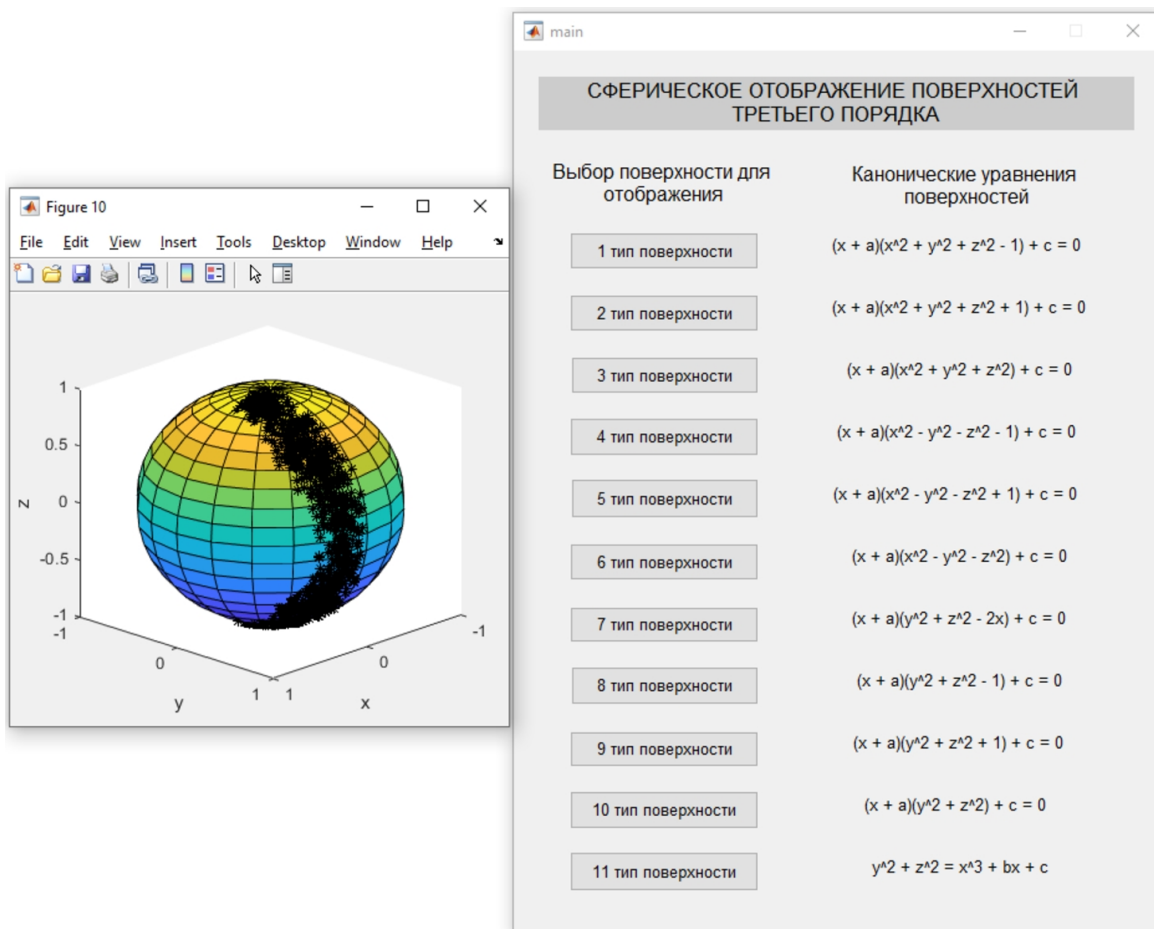 main
СФЕРИЧЕСКОЕ ОТОБРАЖЕНИЕ ПОВЕРХНОСТЕЙ
ТРЕТЬЕГО ПОРЯДКА
Выбор поверхности для
отображения
Канонические уравнения
поверхностей
1 тип поверхности
(x + a)(x^2 + y^2 + z^2 - 1) + c = 0
2 тип поверхности
(x + a)(x^2 + y^2 + z^2 + 1) + c = 0
3 тип поверхности
(x + a)(x^2 + y^2 + z^2) + c = 0
4 тип поверхности
(x + a)(x^2 - y^2 - z^2 - 1) + c = 0
5 тип поверхности
(x + a)(x^2 - y^2 - z^2 + 1) + c = 0
6 тип поверхности
(x + a)(x^2 - y^2 - z^2) + c = 0
7 тип поверхности
(x + a)(y^2 + z^2 - 2x) + c = 0
8 тип поверхности
(x + a)(y^2 + z^2 - 1) + c = 0
9 тип поверхности
(x + a)(y^2 + z^2 + 1) + c = 0
10 тип поверхности
(x + a)(y^2 + z^2) + c = 0
11 тип поверхности
y^2 + z^2 = x^3 + bx + c
Figure 10
File Edit View Insert Tools Desktop Window Help
1
0.5
0
-0.5
-1
z
-1
0
1
y
1
0
-1
x